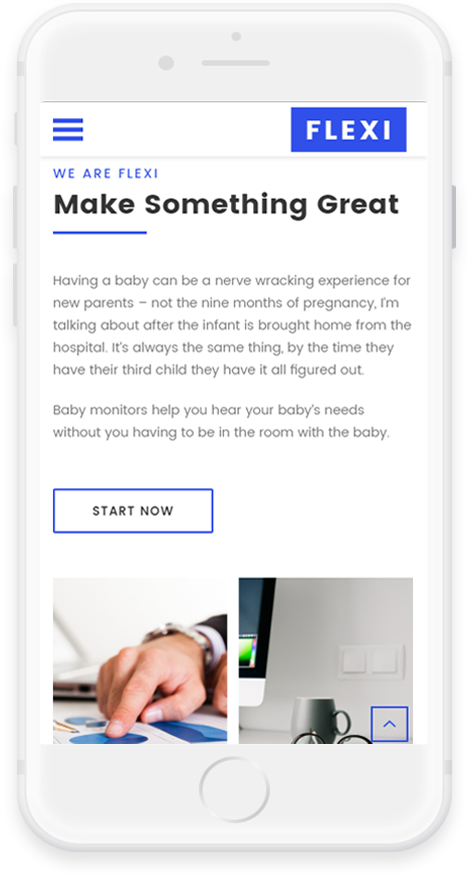 FLEXI
WE ARE FLEXI
Make Something Great
Having a baby can be a nerve wracking experience for
new parents – not the nine months of pregnancy, I'm
talking about after the infant is brought home from the
hospital. It's always the same thing, by the time they
have their third child they have it all figured out.
Baby monitors help you hear your baby's needs
without you having to be in the room with the baby.
START NOW